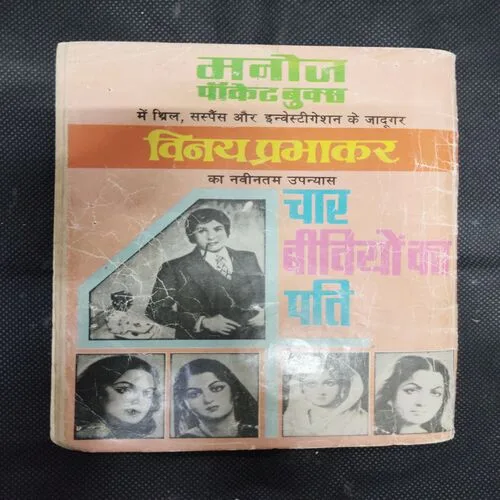 मनोज
पॉकेट बुक्स
में थ्रिल, सस्पैंस और इन्वेस्टीगेशन के जादूगर
विनय प्रभाकर
का नवीनतम उपन्यास
चार
बीवियों का
पति